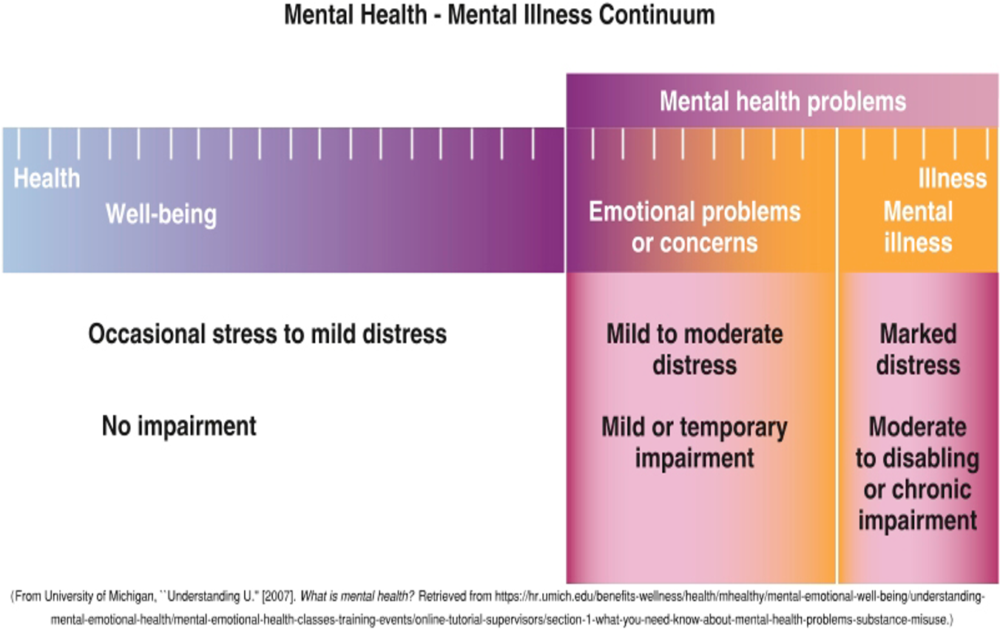 Mental Health - Mental Illness Continuum
Mental health problems
Health
Illness
Well-being
Emotional problems
or concerns
Mental
illness
Occasional stress to mild distress
Mild to moderate
distress
Marked
distress
No impairment
Mild or temporary
impairment
Moderate
to disabling
or chronic
impairment
(From University of Michigan, ``Understanding U." [2007]. What is mental health? Retrieved from https://hr.umich.edu/benefits-wellness/health/mhealthy/mental-emotional-well-being/understanding-
mental-emotional-health/mental-emotional-health-classes-training-events/online-tutorial-supervisors/section-1-what-you-need-know-about-mental-health-problems-substance-misuse.)